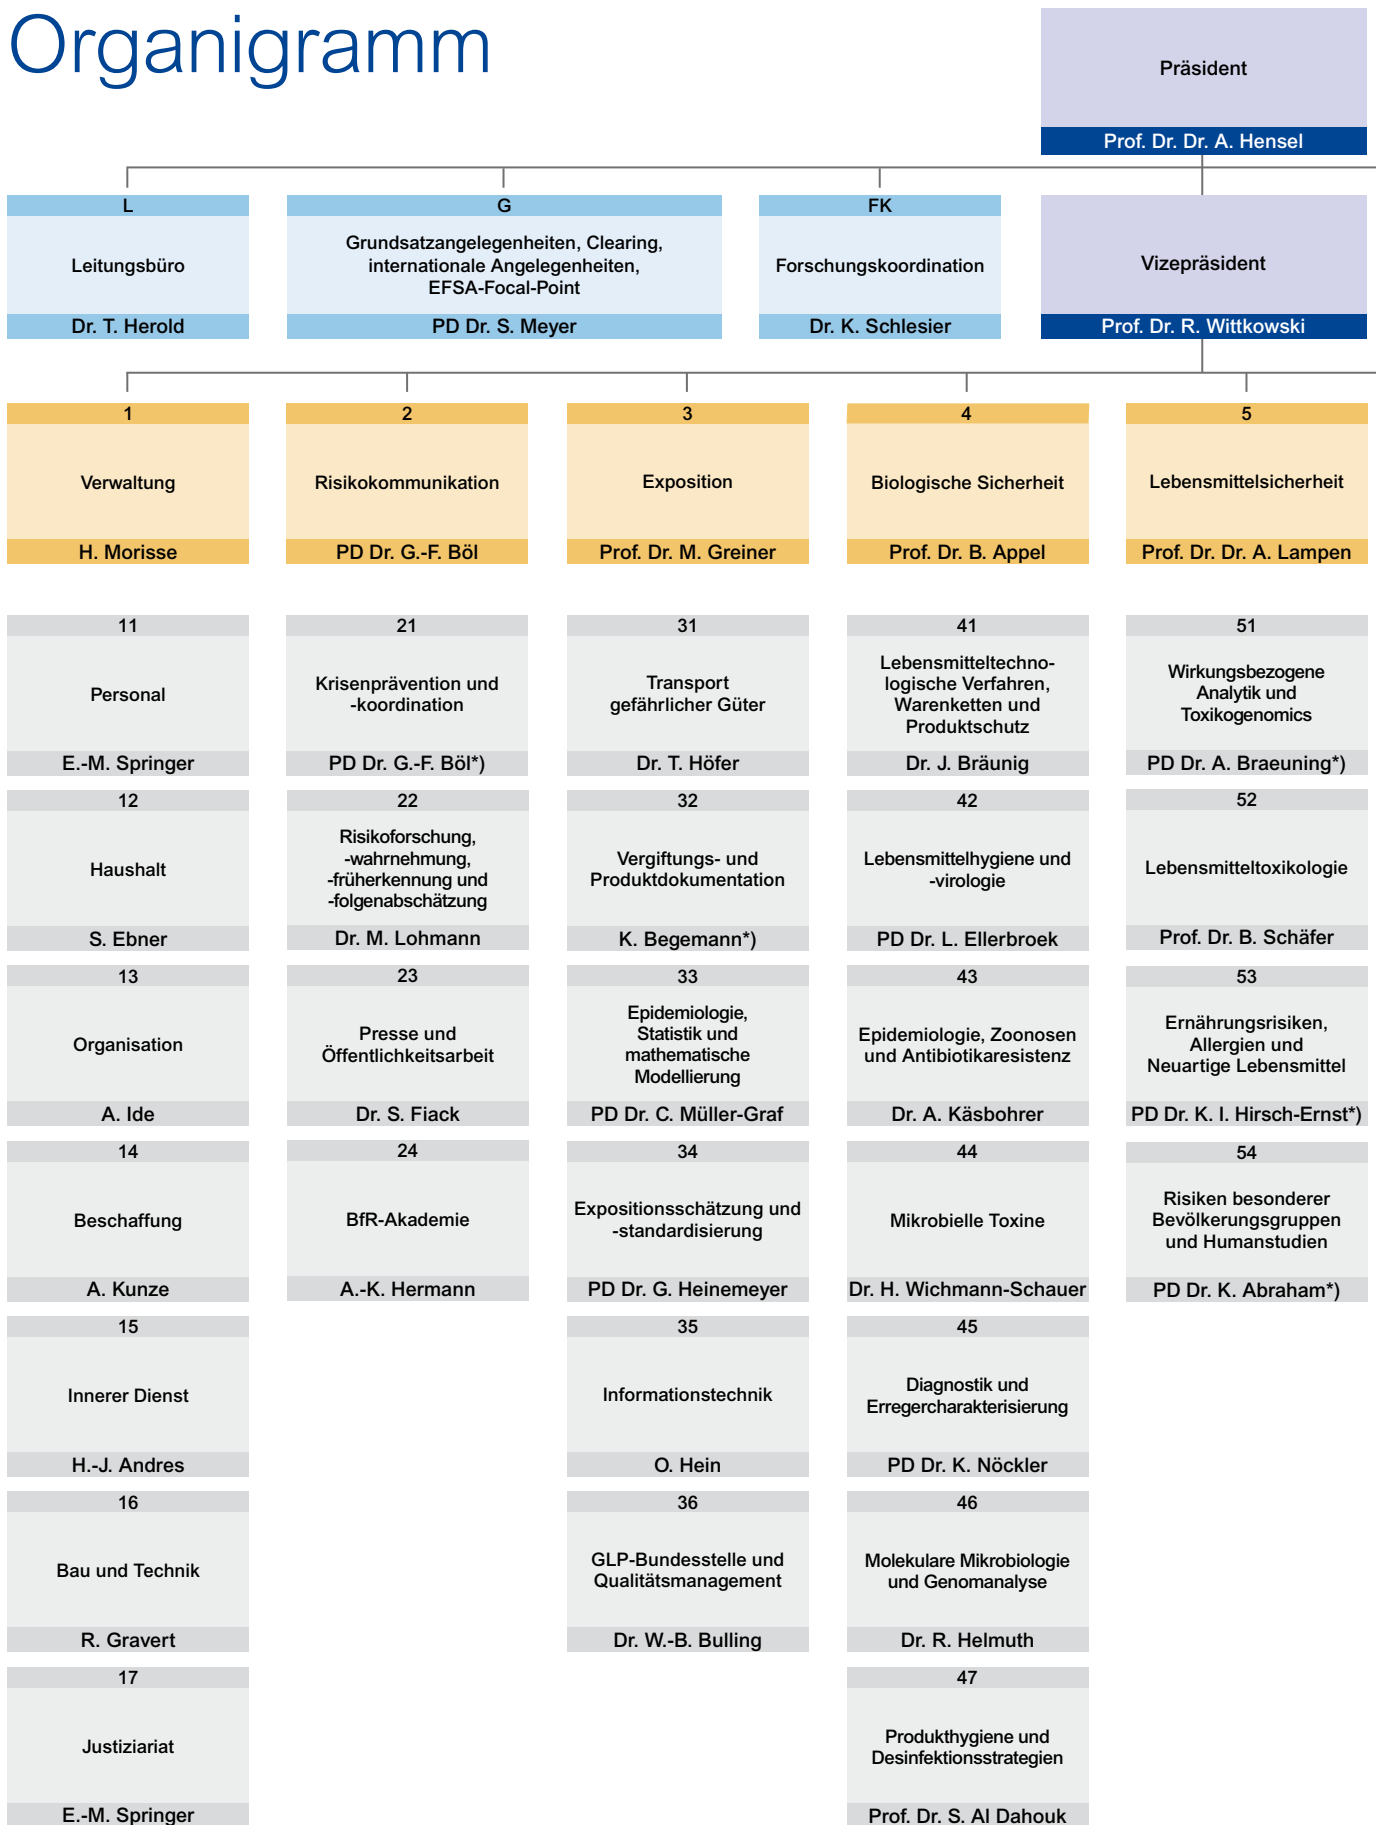 Organigramm
Präsident
Prof. Dr. Dr. A. Hensel
L
Leitungsbüro
Dr. T. Herold
G
Grundsatzangelegenheiten, Clearing,
internationale Angelegenheiten,
EFSA-Focal-Point
PD Dr. S. Meyer
FK
Forschungskoordination
Dr. K. Schlesier
Vizepräsident
Prof. Dr. R. Wittkowski
1
Verwaltung
H. Morisse
2
Risikokommunikation
PD Dr. G.-F. Böl
3
Exposition
Prof. Dr. M. Greiner
4
Biologische Sicherheit
Prof. Dr. B. Appel
5
Lebensmittelsicherheit
Prof. Dr. Dr. A. Lampen
11
Personal
E.-M. Springer
21
Krisenprävention und
-koordination
PD Dr. G.-F. Böl*)
31
Transport
gefährlicher Güter
Dr. T. Höfer
41
Lebensmitteltechno-
logische Verfahren,
Warenketten und
Produktschutz
Dr. J. Bräunig
51
Wirkungsbezogene
Analytik und
Toxikogenomics
PD Dr. A. Braeuning*)
12
Haushalt
S. Ebner
22
Risikoforschung,
-wahrnehmung,
-früherkennung und
-folgenabschätzung
Dr. M. Lohmann
32
Vergiftungs- und
Produktdokumentation
K. Begemann*)
42
Lebensmittelhygiene und
-virologie
PD Dr. L. Ellerbroek
52
Lebensmitteltoxikologie
Prof. Dr. B. Schäfer
13
Organisation
A. Ide
23
Presse und
Öffentlichkeitsarbeit
Dr. S. Fiack
33
Epidemiologie,
Statistik und
mathematische
Modellierung
PD Dr. C. Müller-Graf
43
Epidemiologie, Zoonosen
und Antibiotikaresistenz
Dr. A. Käsbohrer
53
Ernährungsrisiken,
Allergien und
Neuartige Lebensmittel
PD Dr. K. I. Hirsch-Ernst*)
14
Beschaffung
A. Kunze
24
BfR-Akademie
A.-K. Hermann
34
Expositionsschätzung und
-standardisierung
PD Dr. G. Heinemeyer
44
Mikrobielle Toxine
Dr. H. Wichmann-Schauer
54
Risiken besonderer
Bevölkerungsgruppen
und Humanstudien
PD Dr. K. Abraham*)
15
Innerer Dienst
H.-J. Andres
35
Informationstechnik
O. Hein
45
Diagnostik und
Erregercharakterisierung
PD Dr. K. Nöckler
16
Bau und Technik
R. Gravert
36
GLP-Bundesstelle und
Qualitätsmanagement
Dr. W.-B. Bulling
46
Molekulare Mikrobiologie
und Genomanalyse
Dr. R. Helmuth
17
Justiziariat
E.-M. Springer
47
Produkthygiene und
Desinfektionsstrategien
Prof. Dr. S. Al Dahouk